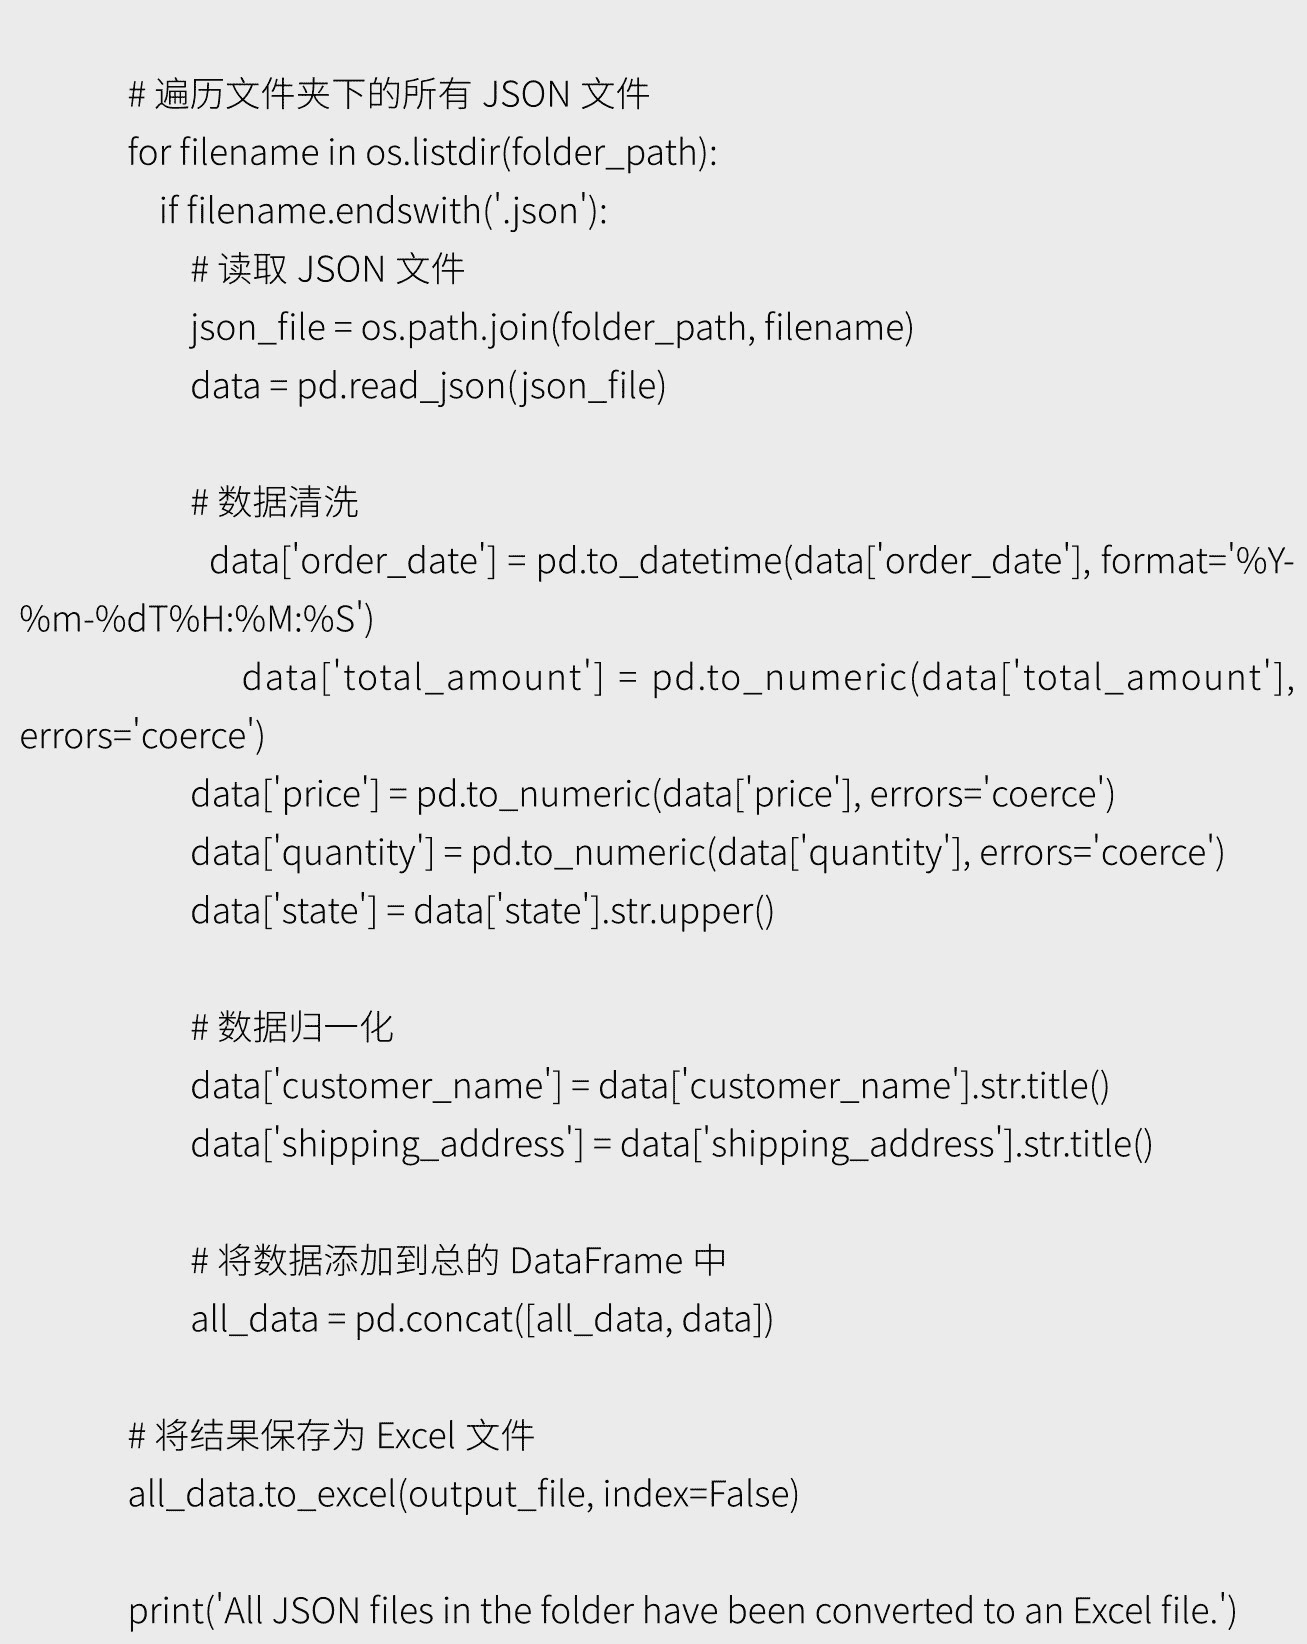 # 遍历文件夹下的所有 JSON 文件
for filename in os.listdir(folder_path):
if filename.endswith('.json'):
# 读取 JSON 文件
json_file = os.path.join(folder_path, filename)
data = pd.read_json(json_file)
# 数据清洗
data['order_date'] = pd.to_datetime(data['order_date'], format='%Y-
%m-%dT%H:%M:%S')
data['total_amount'] = pd.to_numeric(data['total_amount'],
errors='coerce')
data['price'] = pd.to_numeric(data['price'], errors='coerce')
data['quantity'] = pd.to_numeric(data['quantity'], errors='coerce')
data['state'] = data['state'].str.upper()
# 数据归一化
data['customer_name'] = data['customer_name'].str.title()
data['shipping_address'] = data['shipping_address'].str.title()
# 将数据添加到总的 DataFrame 中
all_data = pd.concat([all_data, data])
# 将结果保存为 Excel 文件
all_data.to_excel(output_file, index=False)
print('All JSON files in the folder have been converted to an Excel file.')